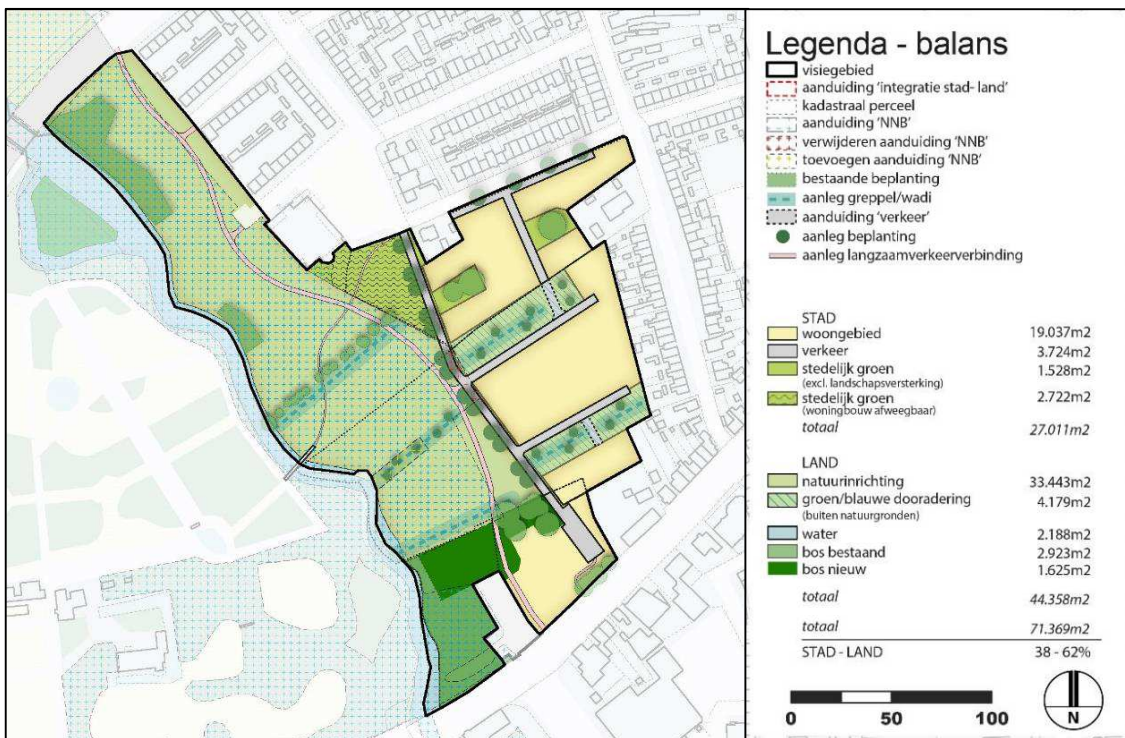 Legenda - balans
visiegebied
aanduiding 'integratie stad- land'
kadastraal perceel
aanduiding 'NNB'
verwijderen aanduiding 'NNB'
toevoegen aanduiding 'NNB'
bestaande beplanting
aanleg greppel/wadi
aanduiding 'verkeer'
aanleg beplanting
aanleg langzaamverkeerverbinding
STAD
woongebied 19.037m2
verkeer 3.724m2
stedelijk groen 1.528m2
(excl. landschapsversterking)
stedelijk groen 2.722m2
(woningbouw afweegbaar)
totaal 27.011m2
LAND
natuurinrichting 33.443m2
groen/blauwe dooradering 4.179m2
(buiten natuurgronden)
water 2.188m2
bos bestaand 2.923m2
bos nieuw 1.625m2
totaal 44.358m2
totaal 71.369m2
STAD - LAND 38 - 62%
0 50 100
N